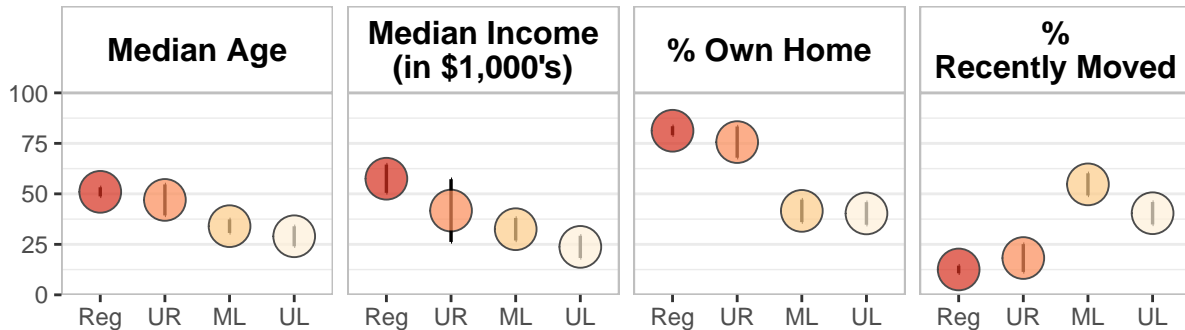 Median Age
Median Income
(in $1,000's)
% Own Home
%
Recently Moved
100
75
50
25
0
Reg UR ML UL
Reg UR ML UL
Reg UR ML UL
Reg UR ML UL